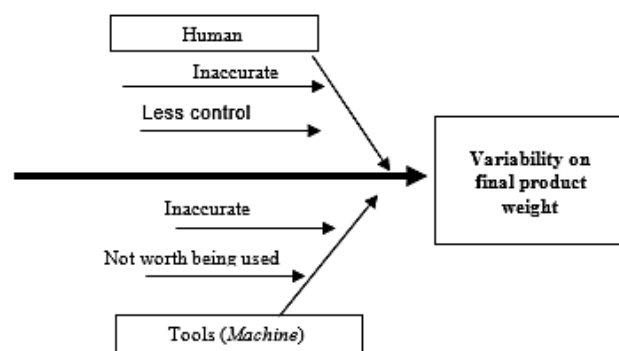 Human
Inaccurate
Less control
Variability on
final product
weight
Inaccurate
Not worth being used
Tools (Machine)